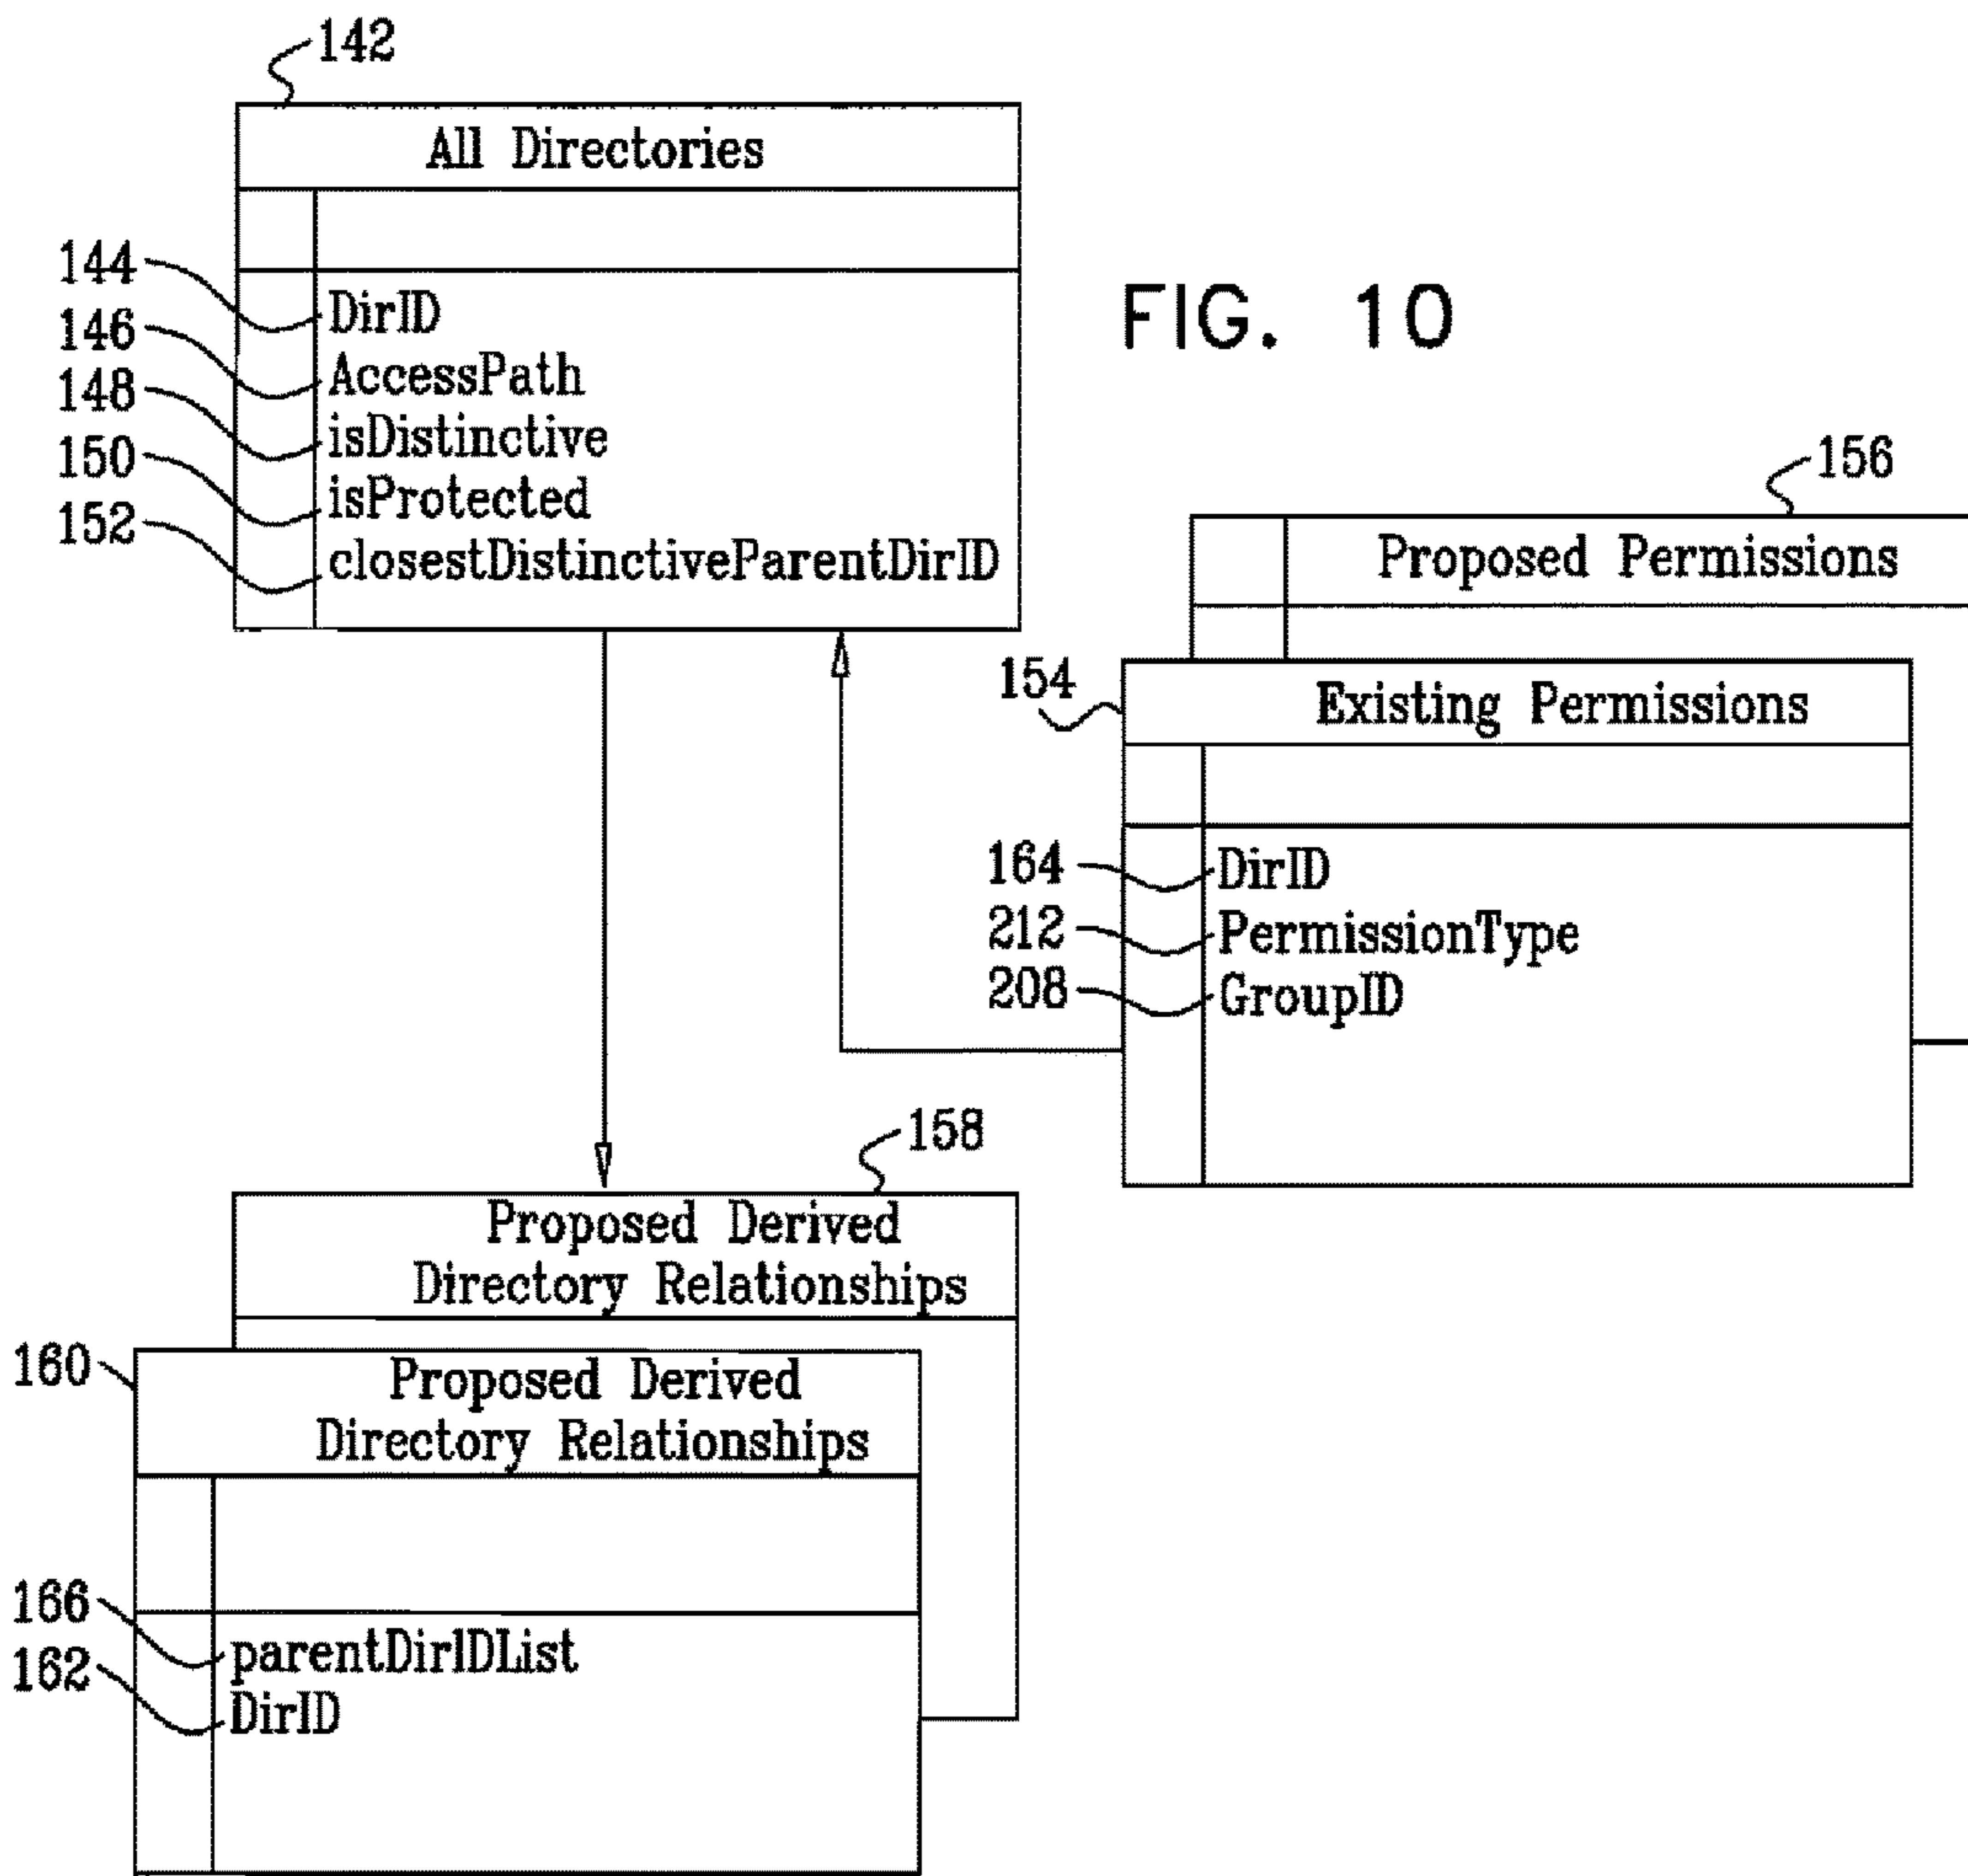 142
All Directories
144
DirID
146
AccessPath
148
isDistinctive
150
isProtected
152
closestDistinctiveParentDirID
FIG. 10
156
Proposed Permissions
154
Existing Permissions
164
DirID
212
PermissionType
208
GroupID
158
Proposed Derived
Directory Relationships
160
Proposed Derived
Directory Relationships
166
parentDirIDList
162
DirID